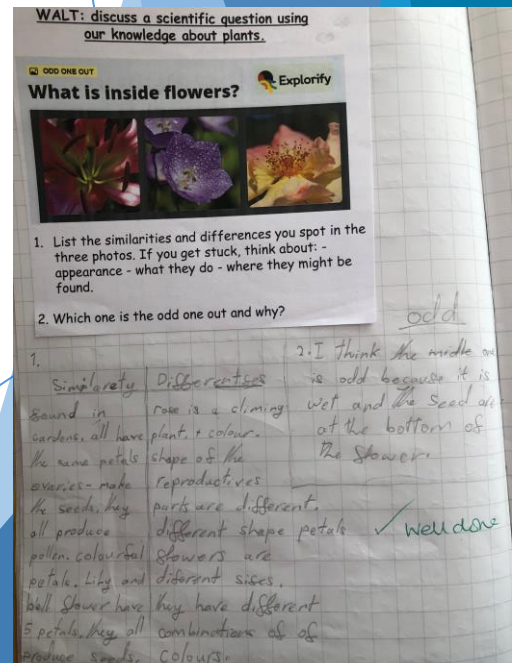 WALT: discuss a scientific question using
our knowledge about plants.
ODD ONE OUT
Explorify
What is inside flowers?
1. List the similarities and differences you spot in the
three photos. If you get stuck, think about: -
appearance - what they do - where they might be
found.
2. Which one is the odd one out and why?
odd
1.
Similarety
found in
gardens, all have
the same petals
overies - make
the seeds, they
all produce
pollen. colourful
petals. Lily and
bell flower have
5 petals. they all
produce seeds.
Differentses
rose is a climing
plant. + colour.
shape of the
reproductives
parts are different.
different shape petals
flowers are
diferent sises.
they have different
combinations of of
colours.
2. I think the middle one
is odd because it is
wet and the seed are
at the bottom of
the flower.
✓ well done